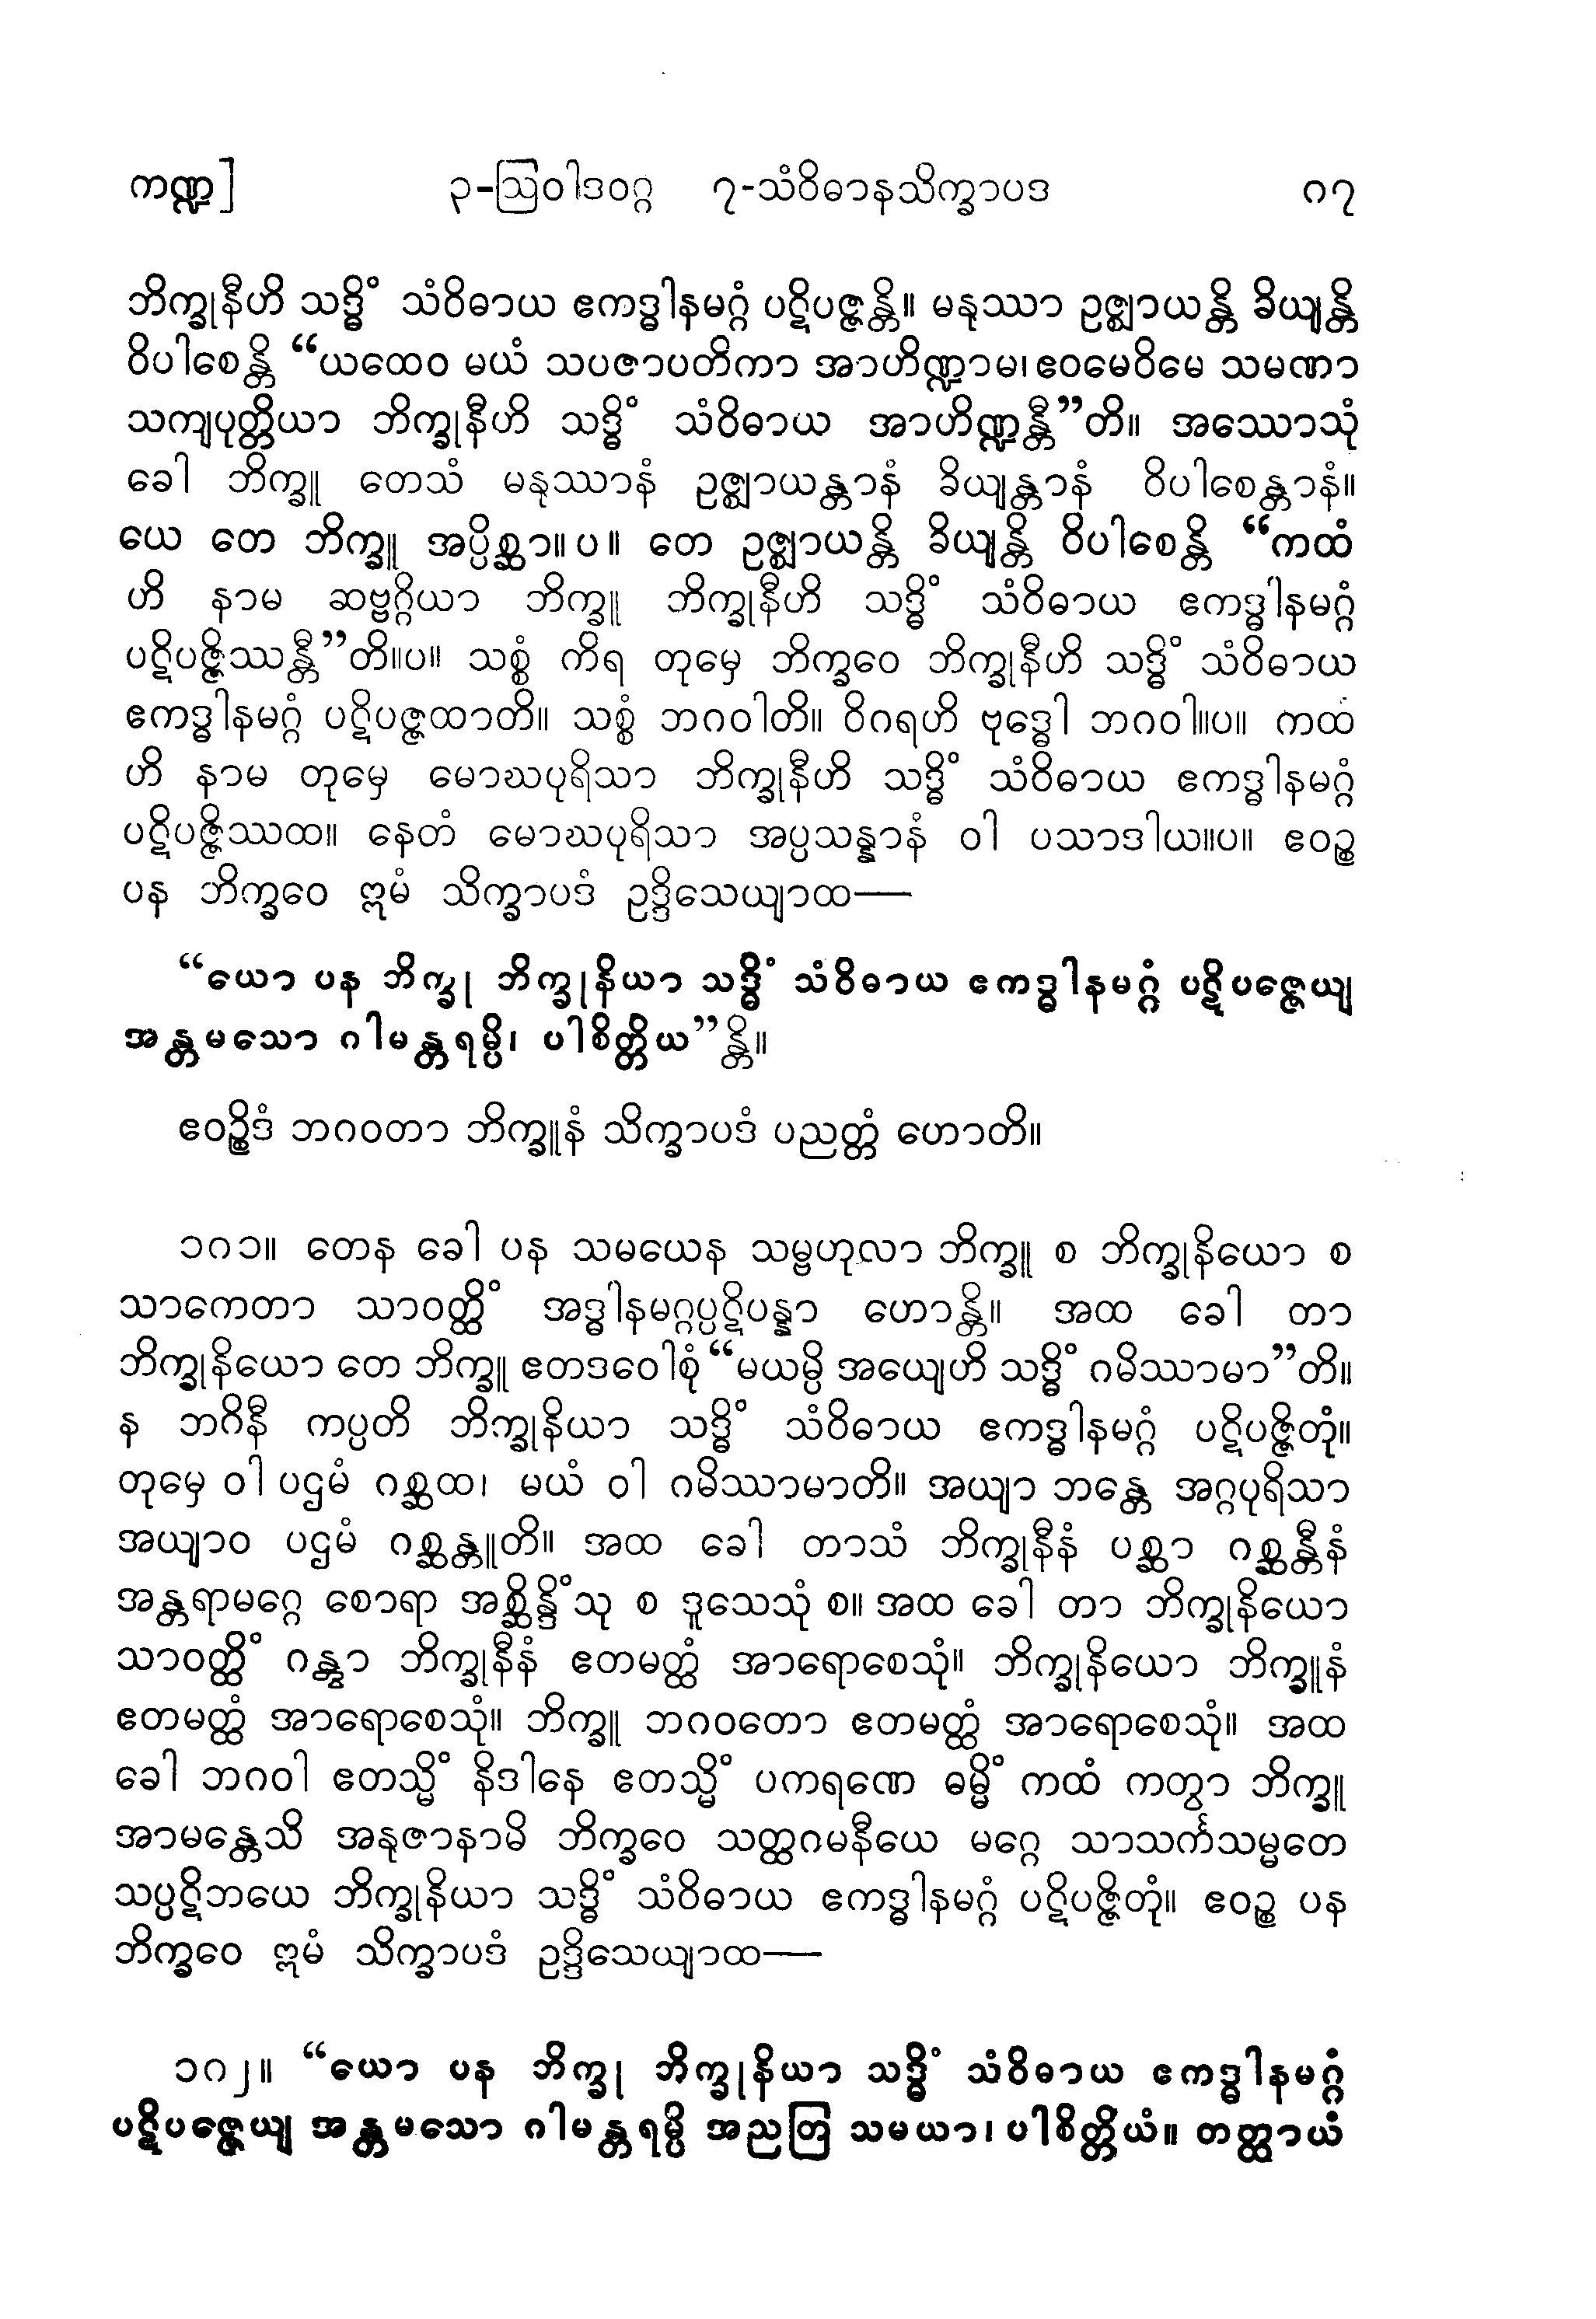 ကဏ္ဍ] ၃-ဩဝါဒဝဂ္ဂ ၇-သံဝိဓာနသိက္ခာပဒ ၈၇
ဘိက္ခုနီဟိ သဒ္ဓိံ သံဝိဓာယ ဧကဒ္ဓါနမဂ္ဂံ ပဋိပဇ္ဇန္တိ။ မနုဿာ ဥဇ္ဈာယန္တိ ခိယျန္တိ
ဝိပါစေန္တိ “ယထေဝ မယံ သပဇာပတိကာ အာဟိဏ္ဍာမ၊ ဧဝမေဝိမေ သမဏာ
သကျပုတ္တိယာ ဘိက္ခုနီဟိ သဒ္ဓိံ သံဝိဓာယ အာဟိဏ္ဍန္တီ”တိ။ အဿောသုံ
ခေါ ဘိက္ခူ တေသံ မနုဿာနံ ဥဇ္ဈာယန္တာနံ ခိယျန္တာနံ ဝိပါစေန္တာနံ။
ယေ တေ ဘိက္ခူ အပ္ပိစ္ဆာ။ပ။ တေ ဥဇ္ဈာယန္တိ ခိယျန္တိ ဝိပါစေန္တိ “ကထံ
ဟိ နာမ ဆဗ္ဗဂ္ဂိယာ ဘိက္ခူ ဘိက္ခုနီဟိ သဒ္ဓိံ သံဝိဓာယ ဧကဒ္ဓါနမဂ္ဂံ
ပဋိပဇ္ဇိဿန္တီ”တိ။ပ။ သစ္စံ ကိရ တုမှေ ဘိက္ခဝေ ဘိက္ခုနီဟိ သဒ္ဓိံ သံဝိဓာယ
ဧကဒ္ဓါနမဂ္ဂံ ပဋိပဇ္ဇထာတိ။ သစ္စံ ဘဂဝါတိ။ ဝိဂရဟိ ဗုဒ္ဓေါ ဘဂဝါ။ပ။ ကထံ
ဟိ နာမ တုမှေ မောဃပုရိသာ ဘိက္ခုနီဟိ သဒ္ဓိံ သံဝိဓာယ ဧကဒ္ဓါနမဂ္ဂံ
ပဋိပဇ္ဇိဿထ။ နေတံ မောဃပုရိသာ အပ္ပသန္နာနံ ဝါ ပသာဒါယ။ပ။ ဧဝဉ္စ
ပန ဘိက္ခဝေ ဣမံ သိက္ခာပဒံ ဥဒ္ဒိသေယျာထ—
“ယော ပန ဘိက္ခု ဘိက္ခုနိယာ သဒ္ဓိံ သံဝိဓာယ ဧကဒ္ဓါနမဂ္ဂံ ပဋိပဇ္ဇေယျ
အန္တမသော ဂါမန္တရမ္ပိ၊ ပါစိတ္တိယ”န္တိ။
ဧဝဉ္စိဒံ ဘဂဝတာ ဘိက္ခူနံ သိက္ခာပဒံ ပညတ္တံ ဟောတိ။
၁၈၁။ တေန ခေါ ပန သမယေန သမ္ဗဟုလာ ဘိက္ခူ စ ဘိက္ခုနိယော စ
သာကေတာ သာဝတ္ထိံ အဒ္ဓါနမဂ္ဂပ္ပဋိပန္နာ ဟောန္တိ။ အထ ခေါ တာ
ဘိက္ခုနိယော တေ ဘိက္ခူ ဧတဒဝေါစုံ “မယမ္ပိ အယျေဟိ သဒ္ဓိံ ဂမိဿာမာ”တိ။
န ဘဂိနီ ကပ္ပတိ ဘိက္ခုနိယာ သဒ္ဓိံ သံဝိဓာယ ဧကဒ္ဓါနမဂ္ဂံ ပဋိပဇ္ဇိတုံ။
တုမှေ ဝါ ပဌမံ ဂစ္ဆထ၊ မယံ ဝါ ဂမိဿာမာတိ။ အယျာ ဘန္တေ အဂ္ဂပုရိသာ
အယျာဝ ပဌမံ ဂစ္ဆန္တူတိ။ အထ ခေါ တာသံ ဘိက္ခုနီနံ ပစ္ဆာ ဂစ္ဆန္တီနံ
အန္တရာမဂ္ဂေ စောရာ အစ္ဆိန္ဒိံသု စ ဒူသေသုံ စ။ အထ ခေါ တာ ဘိက္ခုနိယော
သာဝတ္ထိံ ဂန္တွာ ဘိက္ခုနီနံ ဧတမတ္ထံ အာရောစေသုံ။ ဘိက္ခုနိယော ဘိက္ခူနံ
ဧတမတ္ထံ အာရောစေသုံ။ ဘိက္ခူ ဘဂဝတော ဧတမတ္ထံ အာရောစေသုံ။ အထ
ခေါ ဘဂဝါ ဧတသ္မိံ နိဒါနေ ဧတသ္မိံ ပကရဏေ ဓမ္မိံ ကထံ ကတွာ ဘိက္ခူ
အာမန္တေသိ အနုဇာနာမိ ဘိက္ခဝေ သတ္ထဂမနီယေ မဂ္ဂေ သာသင်္ကသမ္မတေ
သပ္ပဋိဘယေ ဘိက္ခုနိယာ သဒ္ဓိံ သံဝိဓာယ ဧကဒ္ဓါနမဂ္ဂံ ပဋိပဇ္ဇိတုံ။ ဧဝဉ္စ ပန
ဘိက္ခဝေ ဣမံ သိက္ခာပဒံ ဥဒ္ဒိသေယျာထ—
၁၈၂။ “ယော ပန ဘိက္ခု ဘိက္ခုနိယာ သဒ္ဓိံ သံဝိဓာယ ဧကဒ္ဓါနမဂ္ဂံ
ပဋိပဇ္ဇေယျ အန္တမသော ဂါမန္တရမ္ပိ အညတြ သမယာ၊ ပါစိတ္တိယံ။ တတ္ထာယံ